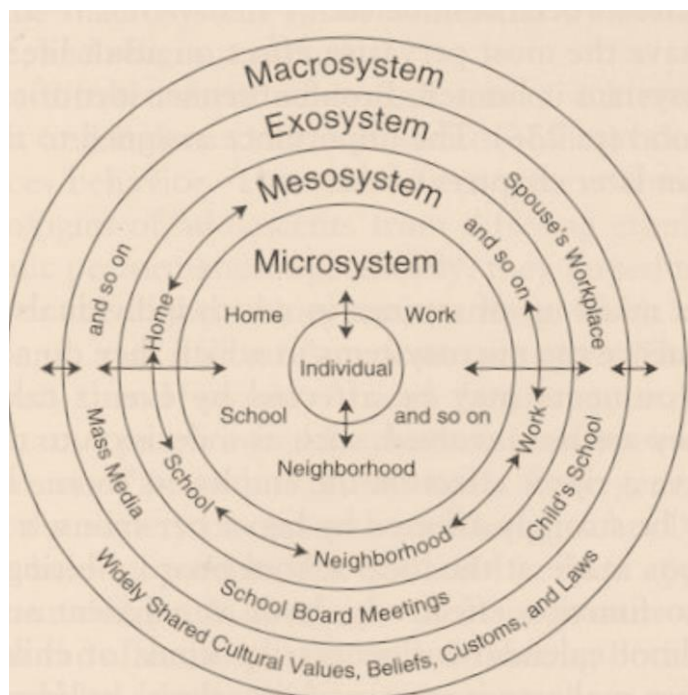 Macrosystem
Exosystem
Mesosystem
Microsystem
Home
Work
Individual
School
and so on
Neighborhood
Home
and so on
Work
Neighborhood
School
and so on
Spouse's Workplace
Child's School
School Board Meetings
Mass Media
Widely Shared Cultural Values, Beliefs, Customs, and Laws